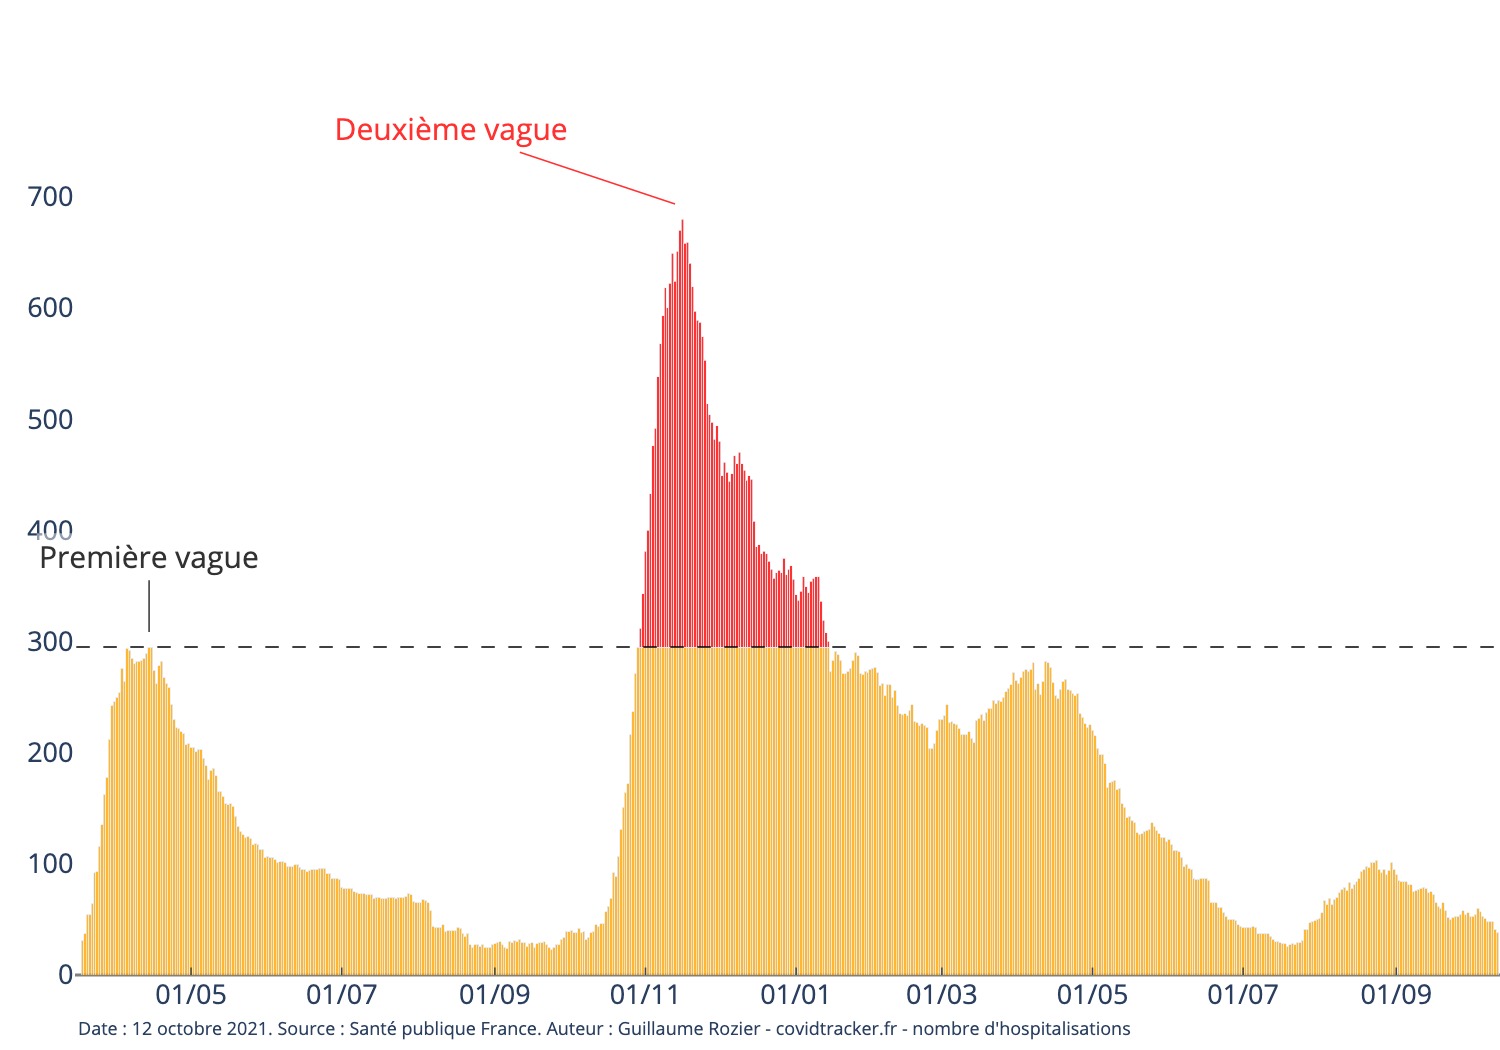 Deuxième vague
700
600
500
400
Première vague
300
200
100
0
01/05 01/07 01/09 01/11 01/01 01/03 01/05 01/07 01/09
Date : 12 octobre 2021. Source : Santé publique France. Auteur : Guillaume Rozier - covidtracker.fr - nombre d'hospitalisations